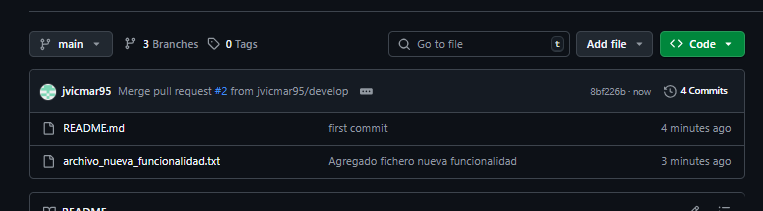 main 3 Branches 0 Tags Go to file t Add file Code
jvicmar95 Merge pull request #2 from jvicmar95/develop 8bf226b · now 4 Commits
README.md first commit 4 minutes ago
archivo_nueva_funcionalidad.txt Agregado fichero nueva funcionalidad 3 minutes ago
README